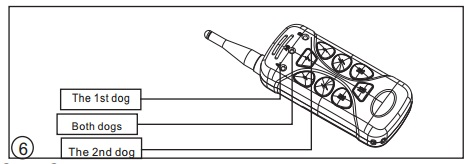 The 1st dog
Both dogs
The 2nd dog
6